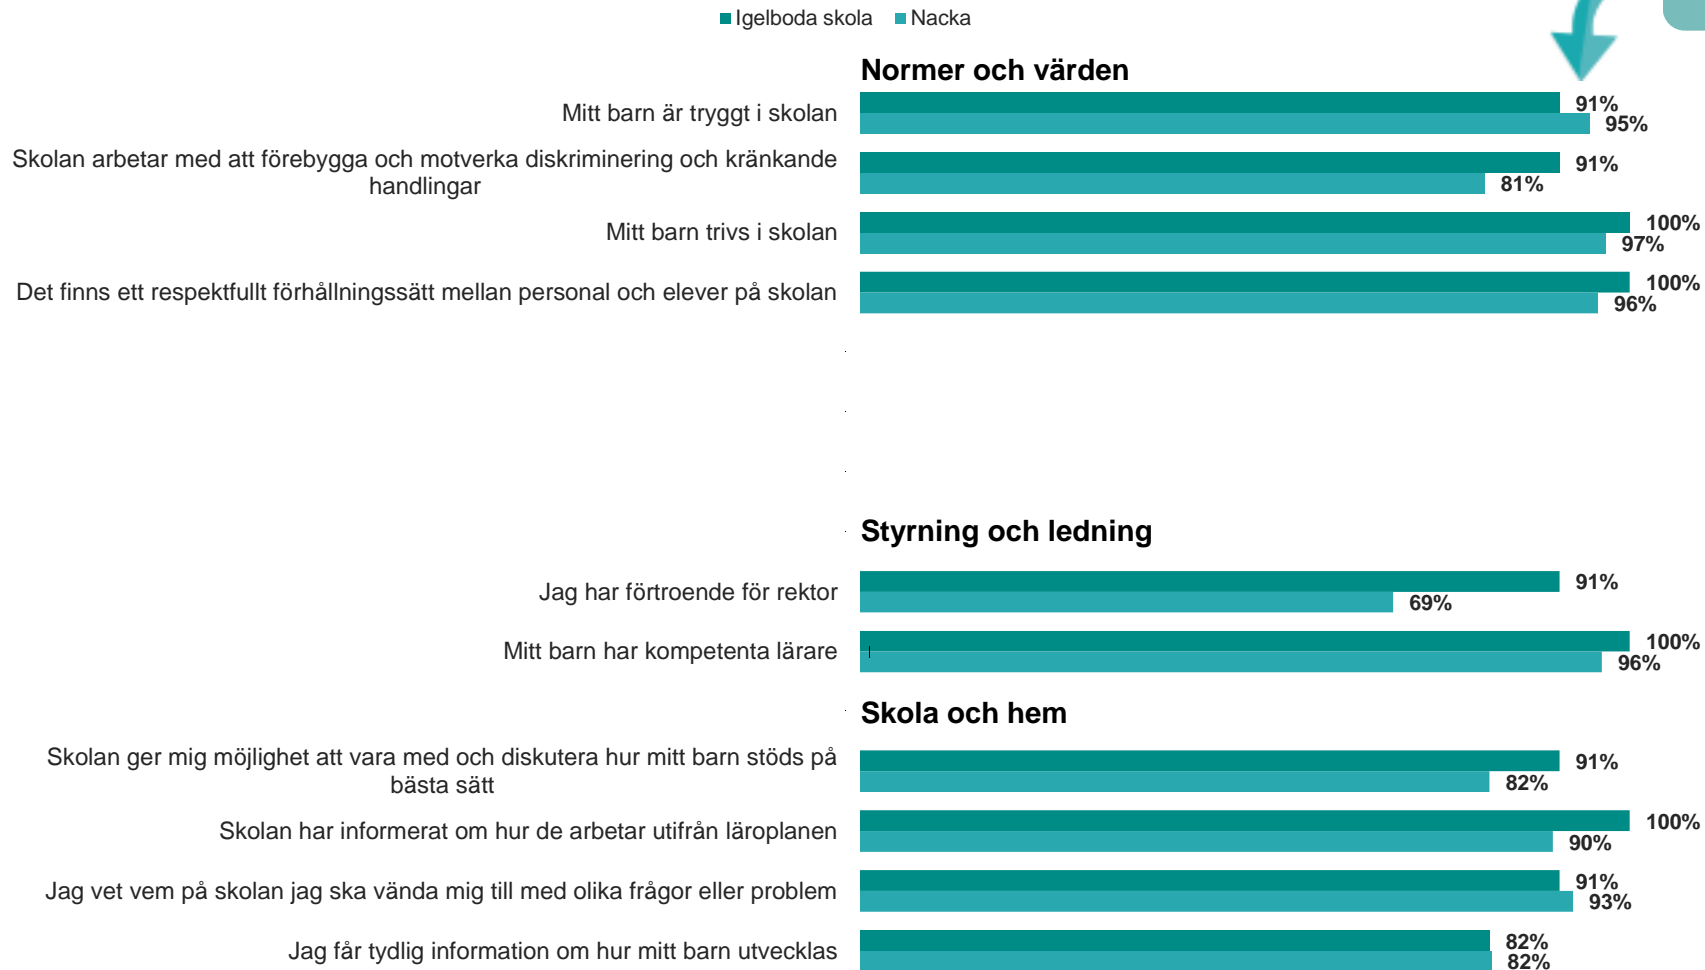 Igelboda skola Nacka
Normer och värden
Mitt barn är tryggt i skolan
91%
95%
Skolan arbetar med att förebygga och motverka diskriminering och kränkande
handlingar
91%
81%
Mitt barn trivs i skolan
100%
97%
Det finns ett respektfullt förhållningssätt mellan personal och elever på skolan
100%
96%
Styrning och ledning
Jag har förtroende för rektor
91%
69%
Mitt barn har kompetenta lärare
100%
96%
Skola och hem
Skolan ger mig möjlighet att vara med och diskutera hur mitt barn stöds på
bästa sätt
91%
82%
Skolan har informerat om hur de arbetar utifrån läroplanen
100%
90%
Jag vet vem på skolan jag ska vända mig till med olika frågor eller problem
91%
93%
Jag får tydlig information om hur mitt barn utvecklas
82%
82%